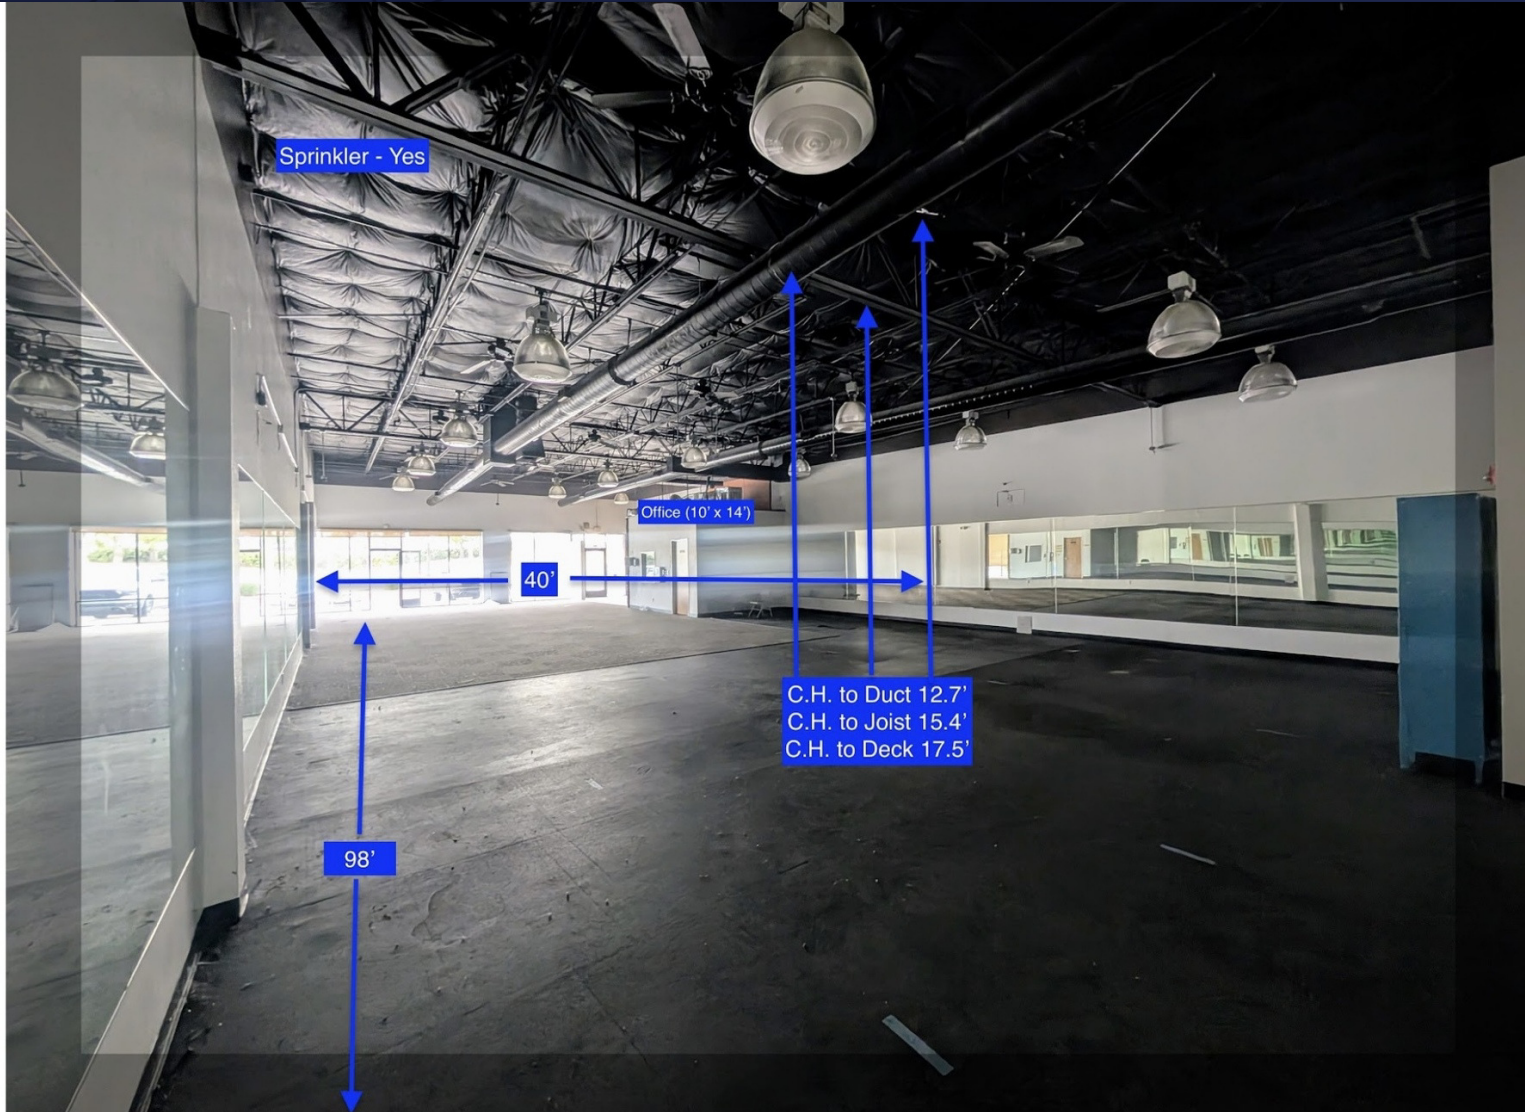 Sprinkler - Yes
Office (10' x 14')
40'
C.H. to Duct 12.7'
C.H. to Joist 15.4'
C.H. to Deck 17.5'
98'